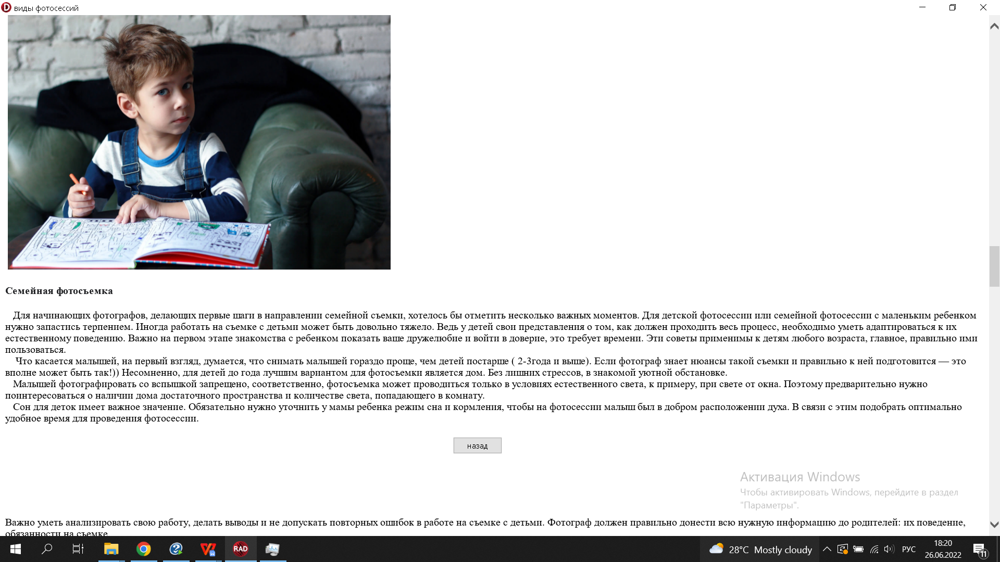 виды фотосессий
Семейная фотосъемка
Для начинающих фотографов, делающих первые шаги в направлении семейной съемки, хотелось бы отметить несколько важных моментов. Для детской фотосессии или семейной фотосессии с маленьким ребенком
нужно запастись терпением. Иногда работать на съемке с детьми может быть довольно тяжело. Ведь у детей свои представления о том, как должен проходить весь процесс, необходимо уметь адаптироваться к их
естественному поведению. Важно на первом этапе знакомства с ребенком показать ваше дружелюбие и войти в доверие, это требует времени. Эти советы применимы к детям любого возраста, главное, правильно ими
пользоваться.
Что касается малышей, на первый взгляд, думается, что снимать малышей гораздо проще, чем детей постарше ( 2-3года и выше). Если фотограф знает нюансы такой съемки и правильно к ней подготовится — это
вполне может быть так!)) Несомненно, для детей до года лучшим вариантом для фотосъемки является дом. Без лишних стрессов, в знакомой уютной обстановке.
Малышей фотографировать со вспышкой запрещено, соответственно, фотосъемка может проводиться только в условиях естественного света, к примеру, при свете от окна. Поэтому предварительно нужно
поинтересоваться о наличии дома достаточного пространства и количестве света, попадающего в комнату.
Сон для деток имеет важное значение. Обязательно нужно уточнить у мамы ребенка режим сна и кормления, чтобы на фотосессии малыш был в добром расположении духа. В связи с этим подобрать оптимально
удобное время для проведения фотосессии.
назад
Активация Windows
Чтобы активировать Windows, перейдите в раздел
"Параметры".
Важно уметь анализировать свою работу, делать выводы и не допускать повторных ошибок в работе на съемке с детьми. Фотограф должен правильно донести всю нужную информацию до родителей: их поведение,
обязанности на съемке
RAD
28°C Mostly cloudy
РУС
18:20
26.06.2022
11